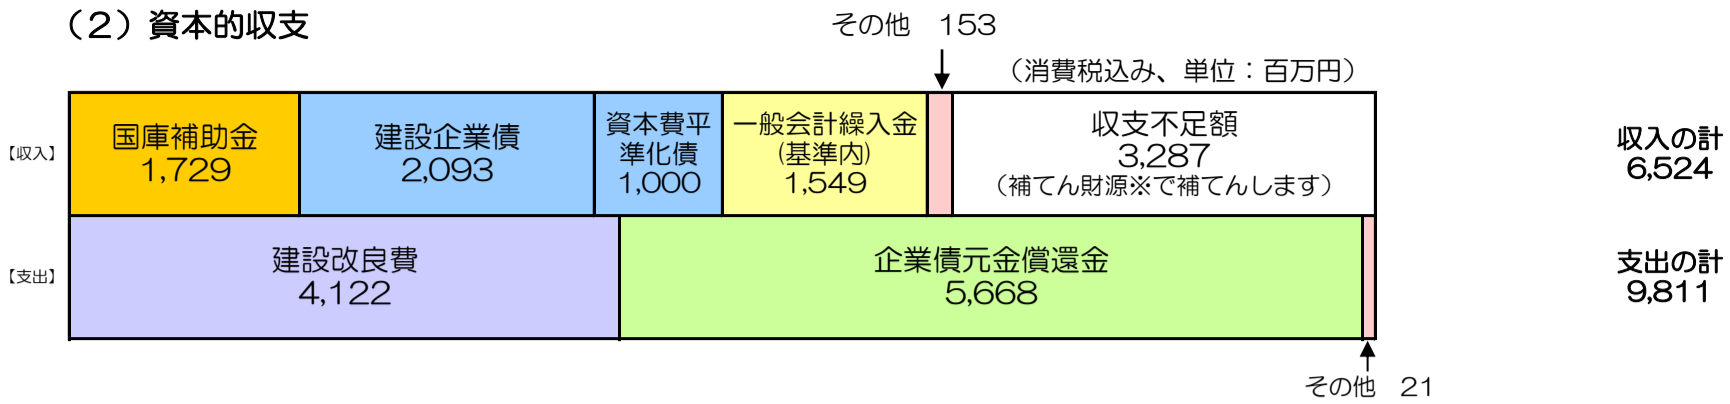 （２）資本的収支
その他　153
（消費税込み、単位：百万円）
【収入】
国庫補助金
1,729
建設企業債
2,093
資本費平
準化債
1,000
一般会計繰入金
(基準内)
1,549
収支不足額
3,287
（補てん財源※で補てんします）
収入の計
6,524
【支出】
建設改良費
4,122
企業債元金償還金
5,668
支出の計
9,811
その他　21